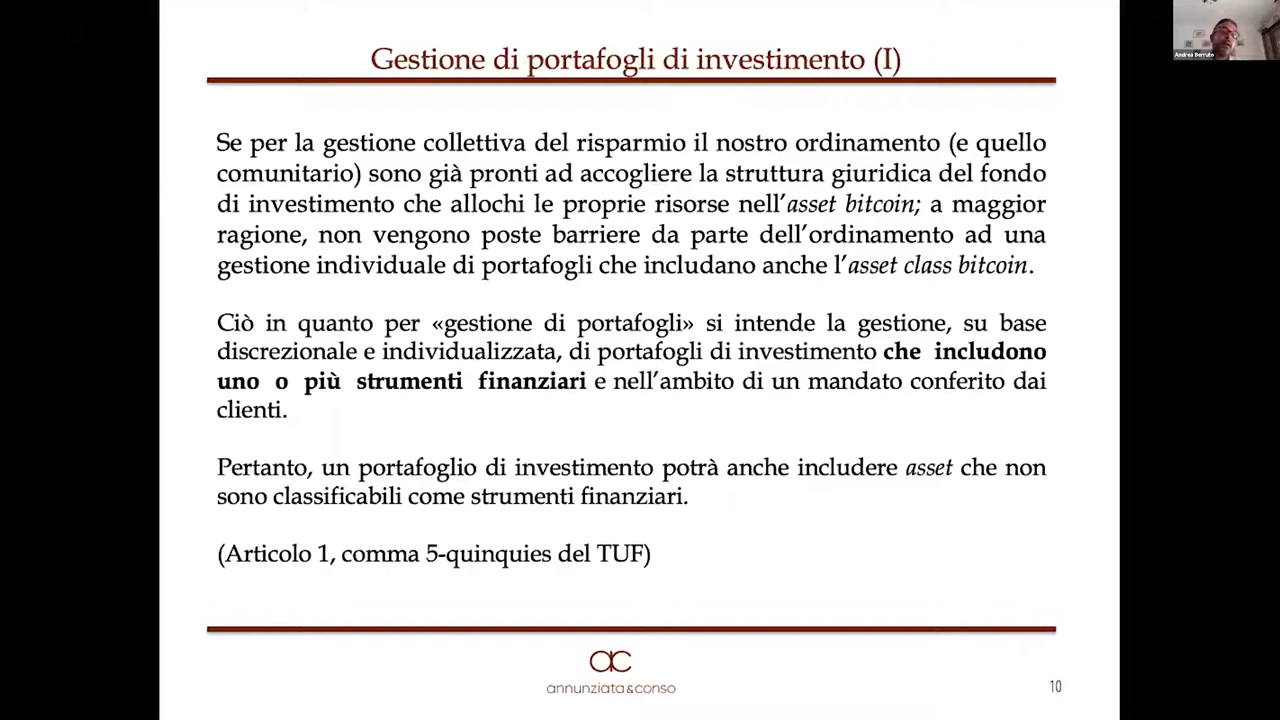 Gestione di portafogli di investimento (I)
Andrea Berruto
Se per la gestione collettiva del risparmio il nostro ordinamento (e quello
comunitario) sono già pronti ad accogliere la struttura giuridica del fondo
di investimento che allochi le proprie risorse nell’asset bitcoin; a maggior
ragione, non vengono poste barriere da parte dell’ordinamento ad una
gestione individuale di portafogli che includano anche l’asset class bitcoin.
Ciò in quanto per «gestione di portafogli» si intende la gestione, su base
discrezionale e individualizzata, di portafogli di investimento che includono
uno o più strumenti finanziari e nell’ambito di un mandato conferito dai
clienti.
Pertanto, un portafoglio di investimento potrà anche includere asset che non
sono classificabili come strumenti finanziari.
(Articolo 1, comma 5-quinquies del TUF)
ac
annunziata&conso
10